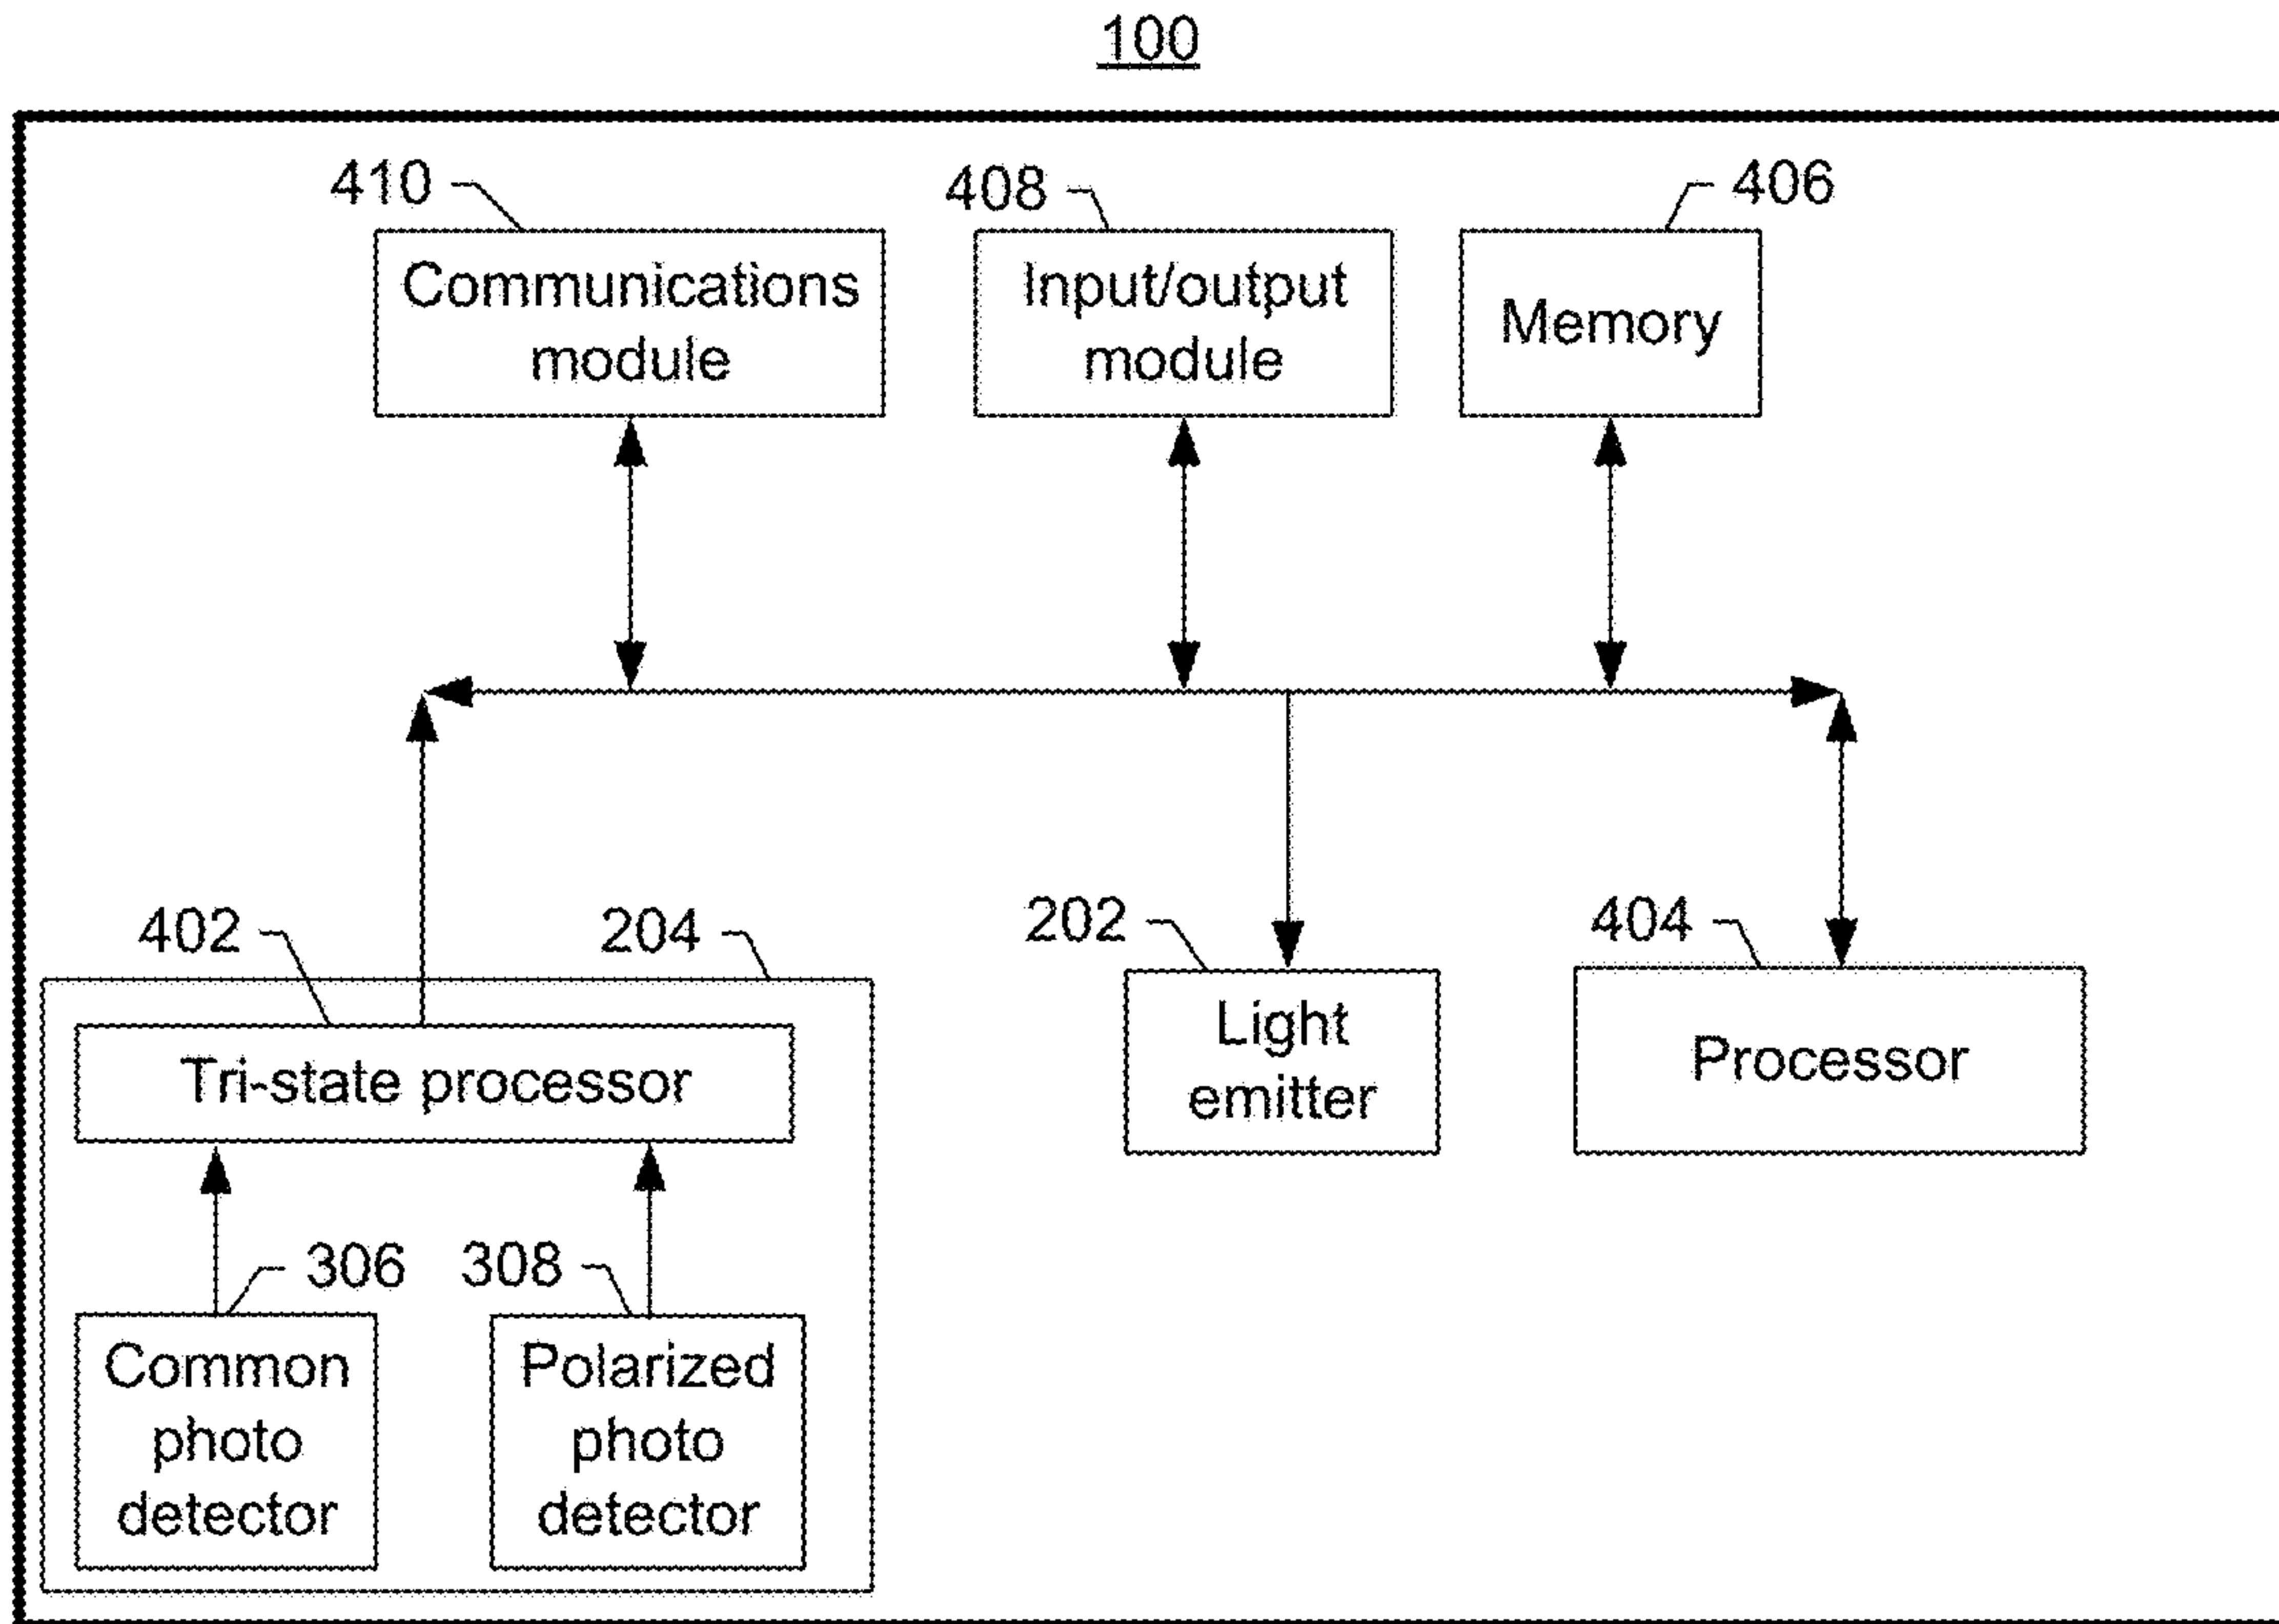 100
410
408
406
Communications
module
Input/output
module
Memory
402
204
202
404
Tri-state processor
Light
emitter
Processor
306
308
Common
photo
detector
Polarized
photo
detector